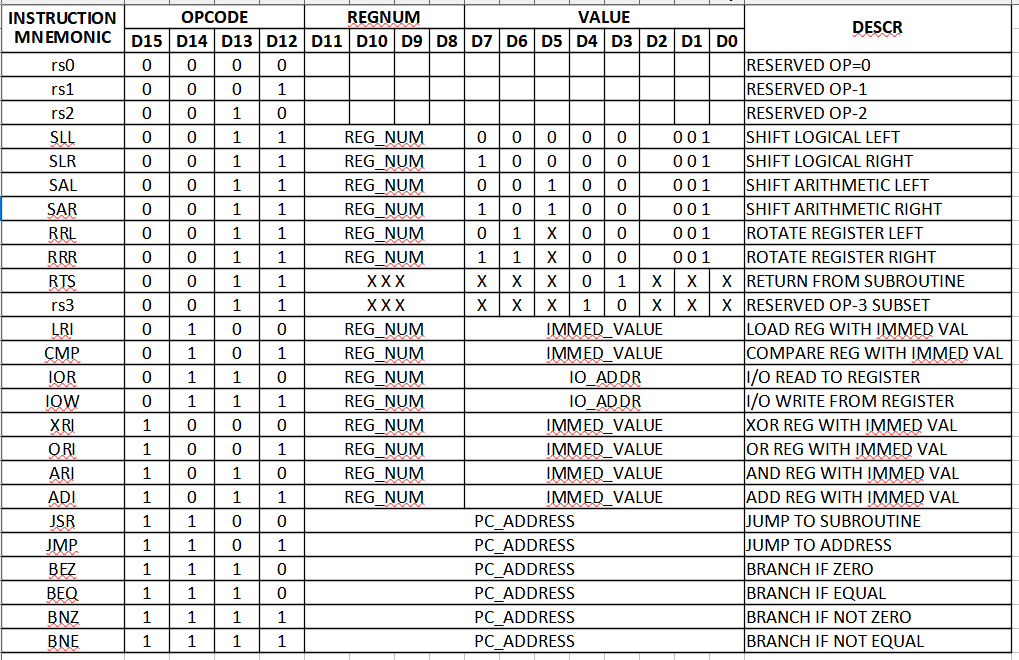 INSTRUCTION MNEMONIC OPCODE REGNUM VALUE DESCR
D15 D14 D13 D12 D11 D10 D9 D8 D7 D6 D5 D4 D3 D2 D1 D0
rs0 0 0 0 0 RESERVED OP=0
rs1 0 0 0 1 RESERVED OP-1
rs2 0 0 1 0 RESERVED OP-2
SLL 0 0 1 1 REG_NUM 0 0 0 0 0 0 0 1 SHIFT LOGICAL LEFT
SLR 0 0 1 1 REG_NUM 1 0 0 0 0 0 0 1 SHIFT LOGICAL RIGHT
SAL 0 0 1 1 REG_NUM 0 0 1 0 0 0 0 1 SHIFT ARITHMETIC LEFT
SAR 0 0 1 1 REG_NUM 1 0 1 0 0 0 0 1 SHIFT ARITHMETIC RIGHT
RRL 0 0 1 1 REG_NUM 0 1 X 0 0 0 0 1 ROTATE REGISTER LEFT
RRR 0 0 1 1 REG_NUM 1 1 X 0 0 0 0 1 ROTATE REGISTER RIGHT
RTS 0 0 1 1 X X X X X X 0 1 X X X RETURN FROM SUBROUTINE
rs3 0 0 1 1 X X X X X X 1 0 X X X RESERVED OP-3 SUBSET
LRI 0 1 0 0 REG_NUM IMMED_VALUE LOAD REG WITH IMMED VAL
CMP 0 1 0 1 REG_NUM IMMED_VALUE COMPARE REG WITH IMMED VAL
IOR 0 1 1 0 REG_NUM IO_ADDR I/O READ TO REGISTER
IOW 0 1 1 1 REG_NUM IO_ADDR I/O WRITE FROM REGISTER
XRI 1 0 0 0 REG_NUM IMMED_VALUE XOR REG WITH IMMED VAL
ORI 1 0 0 1 REG_NUM IMMED_VALUE OR REG WITH IMMED VAL
ARI 1 0 1 0 REG_NUM IMMED_VALUE AND REG WITH IMMED VAL
ADI 1 0 1 1 REG_NUM IMMED_VALUE ADD REG WITH IMMED VAL
JSR 1 1 0 0 PC_ADDRESS JUMP TO SUBROUTINE
JMP 1 1 0 1 PC_ADDRESS JUMP TO ADDRESS
BEZ 1 1 1 0 PC_ADDRESS BRANCH IF ZERO
BEQ 1 1 1 0 PC_ADDRESS BRANCH IF EQUAL
BNZ 1 1 1 1 PC_ADDRESS BRANCH IF NOT ZERO
BNE 1 1 1 1 PC_ADDRESS BRANCH IF NOT EQUAL